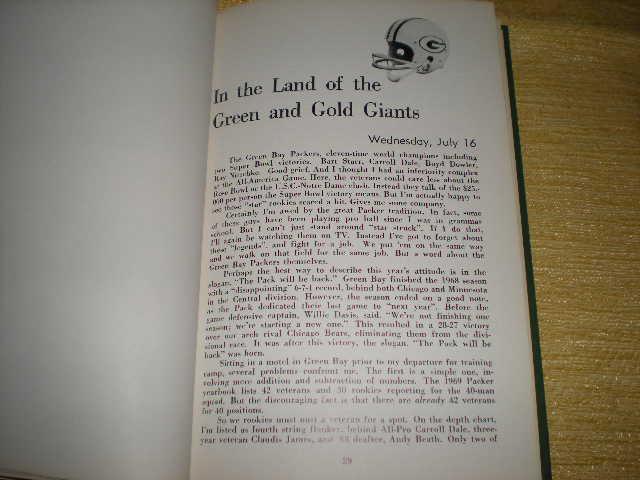 G
In the Land of the
Green and Gold Giants
Wednesday, July 16
The Green Bay Packers, eleven-time world champions including
two Super Bowl victories. Bart Starr, Carroll Dale, Boyd Dowler,
Ray Nitschke. Good grief. And I thought I had an inferiority complex
at the All-America Game. Here, the veterans could care less about the
Rose Bowl or the U.S.C.-Notre Dame clash. Instead they talk of the $25,-
000 per person the Super Bowl victory means. But I'm actually happy to
see those "star" rookies scared a bit. Gives me some company.
Certainly I'm awed by the great Packer tradition. In fact, some
of these guys have been playing pro ball since I was in grammar
school. But I can't just stand around "star struck". If I do that,
I'll again be watching them on TV. Instead I've got to forget about
these "legends", and fight for a job. We put 'em on the same way
and we walk on that field for the same job. But a word about the
Green Bay Packers themselves.
Perhaps the best way to describe this year's attitude is in the
slogan, "The Pack will be back." Green Bay finished the 1968 season
with a "disappointing" 6-7-1 record, behind both Chicago and Minnesota
in the Central division. However, the season ended on a good note,
as the Pack dedicated their last game to "next year". Before the
game defensive captain, Willie Davis, said, "We're not finishing one
season; we're starting a new one." This resulted in a 28-27 victory
over our arch rival Chicago Bears, eliminating them from the divi-
sional race. It was after this victory, the slogan, "The Pack will be
back" was born.
Sitting in a motel in Green Bay prior to my departure for training
camp, several problems confront me. The first is a simple one, in-
volving mere addition and subtraction of numbers. The 1969 Packer
yearbook lists 42 veterans and 30 rookies reporting for the 40-man
squad. But the discouraging fact is that there are already 42 veterans
for 40 positions.
So we rookies must oust a veteran for a spot. On the depth chart,
I'm listed as fourth string flanker, behind All-Pro Carroll Dale, three-
year veteran Claudis James, and draftee, Andy Beath. Only two of
29